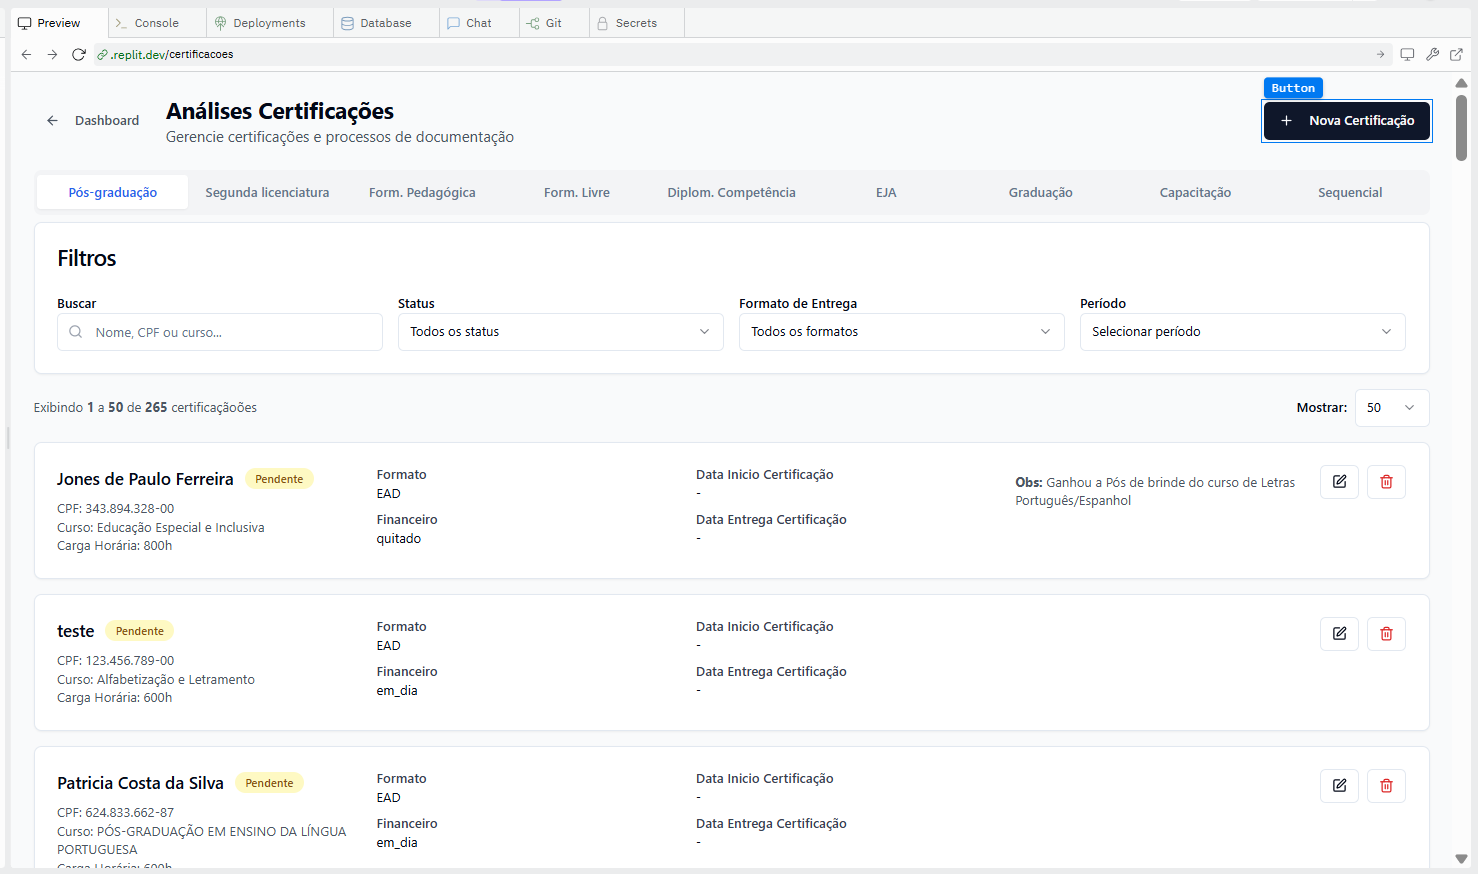 Preview
Console
Deployments
Database
Chat
Git
Secrets
.replit.dev/certificacoes
Button
Dashboard
Análises Certificações
Gerencie certificações e processos de documentação
Nova Certificação
Pós-graduação
Segunda licenciatura
Form. Pedagógica
Form. Livre
Diplom. Competência
EJA
Graduação
Capacitação
Sequencial
Filtros
Buscar
Status
Formato de Entrega
Período
Nome, CPF ou curso...
Todos os status
Todos os formatos
Selecionar período
Exibindo 1 a 50 de 265 certificaçãoões
Mostrar:
50
Jones de Paulo Ferreira
Pendente
CPF: 343.894.328-00
Curso: Educação Especial e Inclusiva
Carga Horária: 800h
Formato
EAD
Financeiro
quitado
Data Inicio Certificação
-
Data Entrega Certificação
-
Obs: Ganhou a Pós de brinde do curso de Letras
Português/Espanhol
teste
Pendente
CPF: 123.456.789-00
Curso: Alfabetização e Letramento
Carga Horária: 600h
Formato
EAD
Financeiro
em_dia
Data Inicio Certificação
-
Data Entrega Certificação
-
Patricia Costa da Silva
Pendente
CPF: 624.833.662-87
Curso: PÓS-GRADUAÇÃO EM ENSINO DA LÍNGUA
PORTUGUESA
Carga Horária: 600h
Formato
EAD
Financeiro
em_dia
Data Inicio Certificação
-
Data Entrega Certificação
-